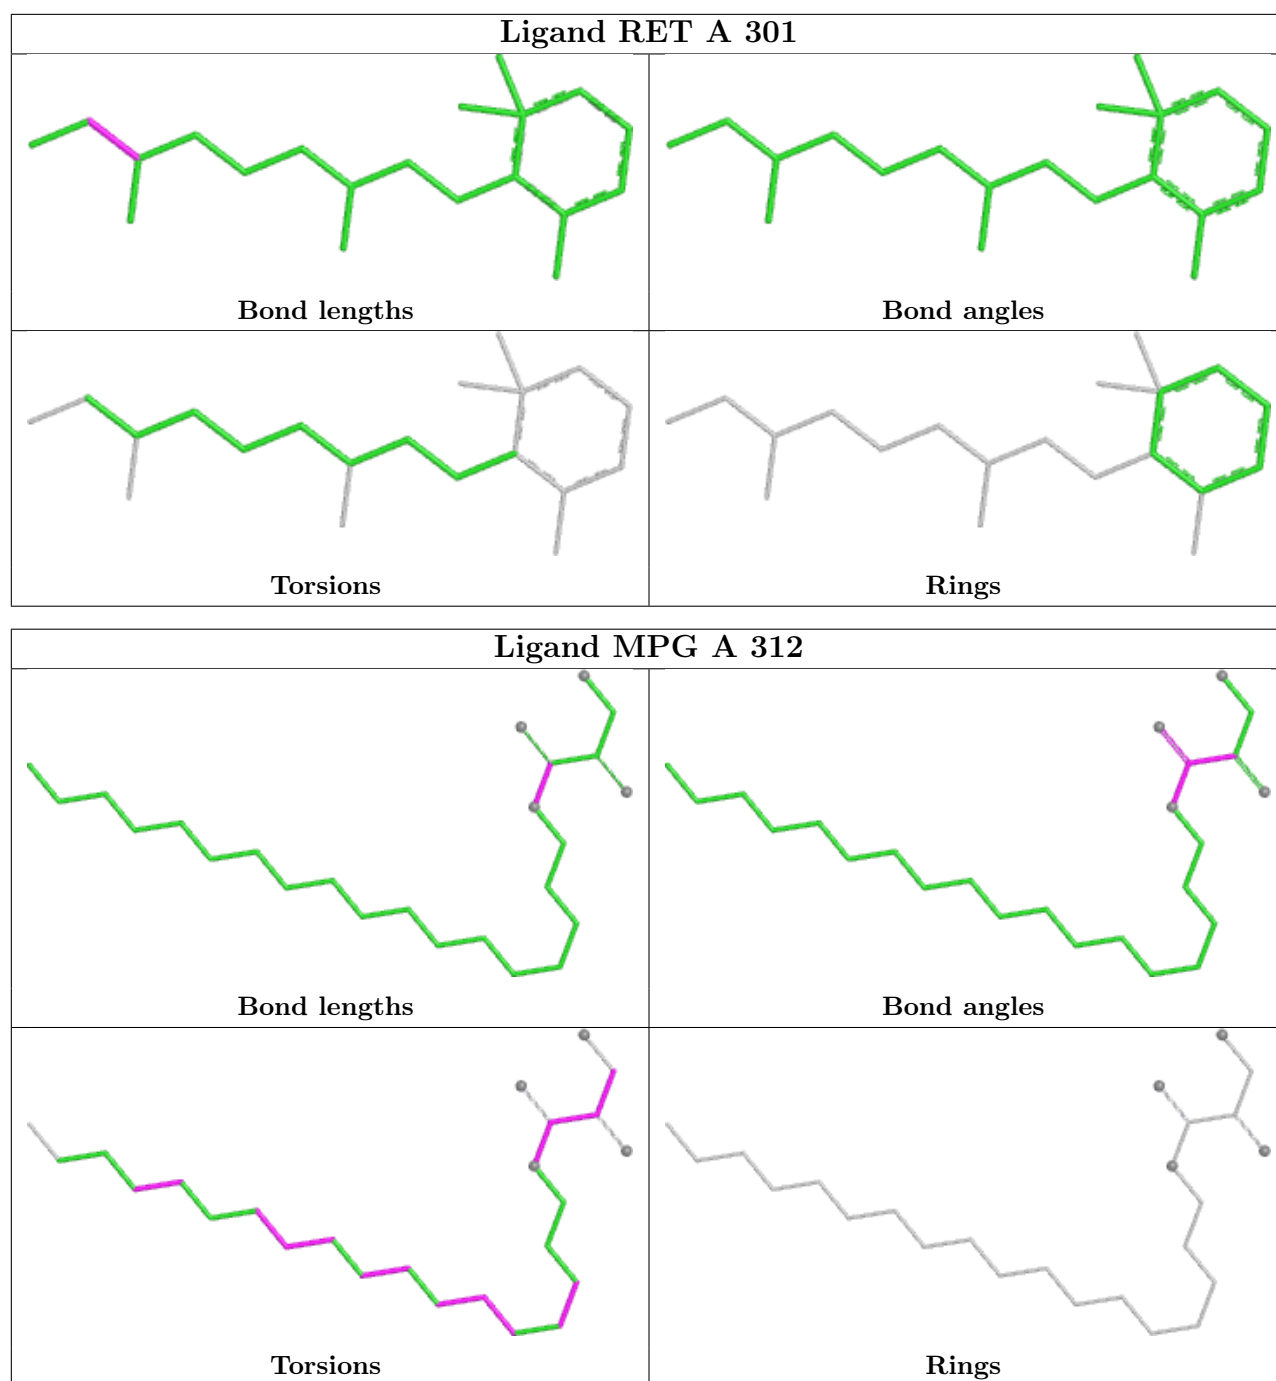 Ligand RET A 301
Bond lengths
Bond angles
Torsions
Rings
Ligand MPG A 312
Bond lengths
Bond angles
Torsions
Rings